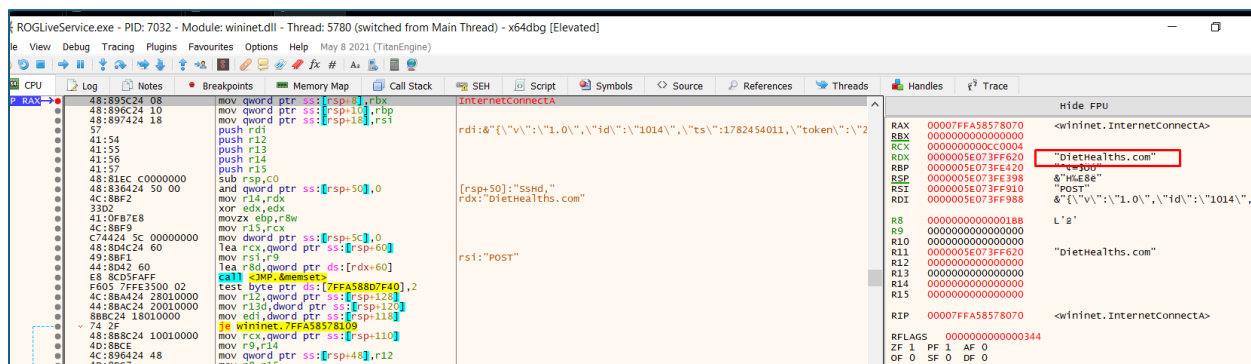 ROGLiveService.exe - PID: 7032 - Module: wininet.dll - Thread: 5780 (switched from Main Thread) - x64dbg [Elevated]
View Debug Tracing Plugins Favourites Options Help May 8 2021 (TitanEngine)
CPU Log Notes Breakpoints Memory Map Call Stack SEH Script Symbols Source References Threads Handles Trace
RAX 48:895C24 08 mov qword ptr ss:[rsp+8],rbx InternetConnectA
48:896C24 10 mov qword ptr ss:[rsp+10],rbp
48:897424 18 mov qword ptr ss:[rsp+18],rsi
57 push rdi rdi:&"{\"v\":\"1.0\",\"id\":\"1014\",\"ts\":1782454011,\"token\":\"2
41:54 push r12
41:55 push r13
41:56 push r14
41:57 push r15
48:81EC C0000000 sub rsp,C0
48:836424 50 00 and qword ptr ss:[rsp+50],0 [rsp+50]:"SsHd,"
4C:8BF2 mov r14,rdx rdx:"DietHealths.com"
33D2 xor edx,edx
41:0FB7E8 movzx ebp,r8w
4C:8BF9 mov r15,rcx
C74424 5C 00000000 mov dword ptr ss:[rsp+5C],0
48:8D4C24 60 lea rcx,qword ptr ss:[rsp+60]
49:8BF1 mov rsi,r9 rsi:"POST"
44:8D42 60 lea r8d,qword ptr ds:[rdx+60]
E8 8CD5FAFF call <JMP.&memset>
F605 7FFE3500 02 test byte ptr ds:[7FFA588D7F40],2
4C:8BA424 28010000 mov r12,qword ptr ss:[rsp+128]
44:8BAC24 20010000 mov r13d,dword ptr ss:[rsp+120]
8BBC24 18010000 mov edi,dword ptr ss:[rsp+118]
74 2F je wininet.7FFA58578109
48:8B8C24 10010000 mov rcx,qword ptr ss:[rsp+110]
4D:8BCE mov r9,r14
4C:896424 48 mov qword ptr ss:[rsp+48],r12
Hide FPU
RAX 00007FFA58578070 <wininet.InternetConnectA>
RBX 0000000000000000
RCX 0000000000CC0004
RDX 0000005E073FF620 "DietHealths.com"
RBP 0000005E073FE420
RSP 0000005E073FE398
RSI 0000005E073FF910 "POST"
RDI 0000005E073FF988 &"{\"v\":\"1.0\",\"id\":\"1014\",
R8 00000000000001BB
R9 0000000000000000
R10 0000000000000000
R11 0000005E073FF620 "DietHealths.com"
R12 0000000000000000
R13 0000000000000000
R14 0000000000000000
R15 0000000000000000
RIP 00007FFA58578070 <wininet.InternetConnectA>
RFLAGS 0000000000000344
ZF 1 PF 1 AF 0
OF 0 SF 0 DF 0